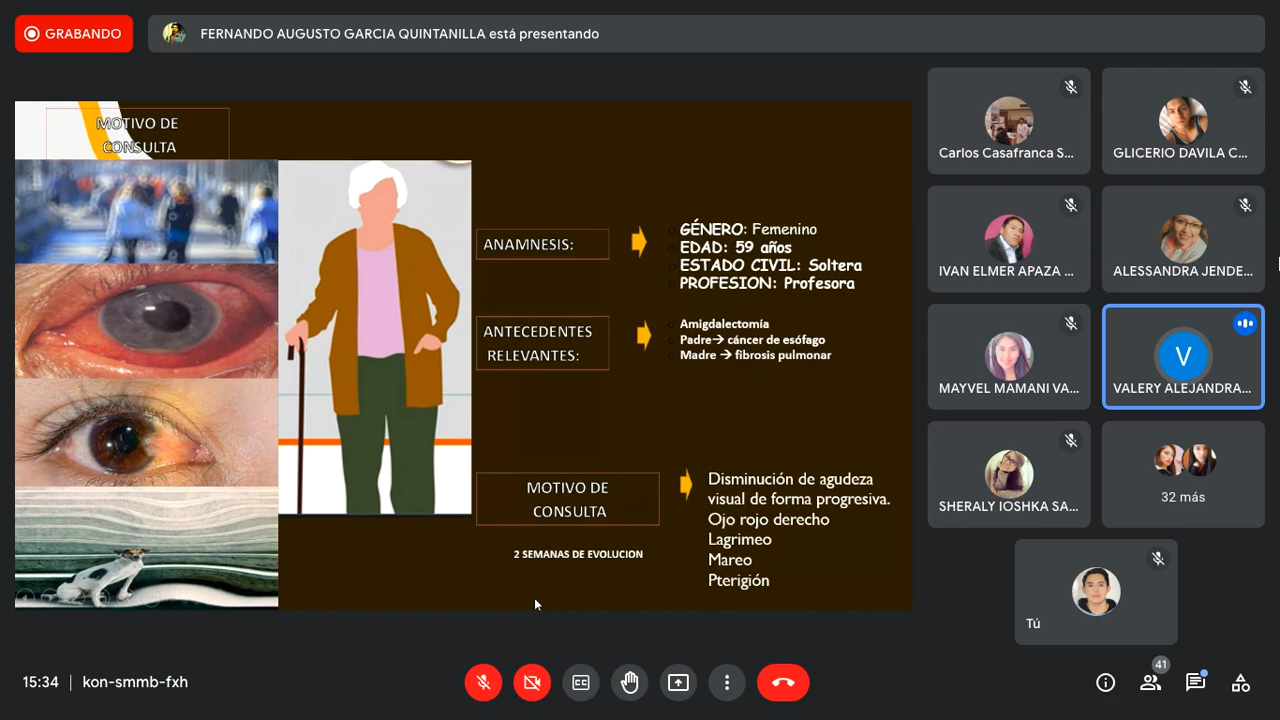 GRABANDO
FERNANDO AUGUSTO GARCIA QUINTANILLA está presentando
MOTIVO DE
CONSULTA
ANAMNESIS:
GÉNERO: Femenino
EDAD: 59 años
ESTADO CIVIL: Soltera
PROFESION: Profesora
ANTECEDENTES
RELEVANTES:
Amigdalectomía
Padre→ cáncer de esófago
Madre → fibrosis pulmonar
MOTIVO DE
CONSULTA
2 SEMANAS DE EVOLUCION
Disminución de agudeza
visual de forma progresiva.
Ojo rojo derecho
Lagrimeo
Mareo
Pterigión
Carlos Casafranca S...
GLICERIO DAVILA C...
IVAN ELMER APAZA ...
ALESSANDRA JENDE...
MAYVEL MAMANI VA...
V
VALERY ALEJANDRA...
SHERALY IOSHKA SA...
32 más
Tú
15:34 | kon-smmb-fxh
CC
41